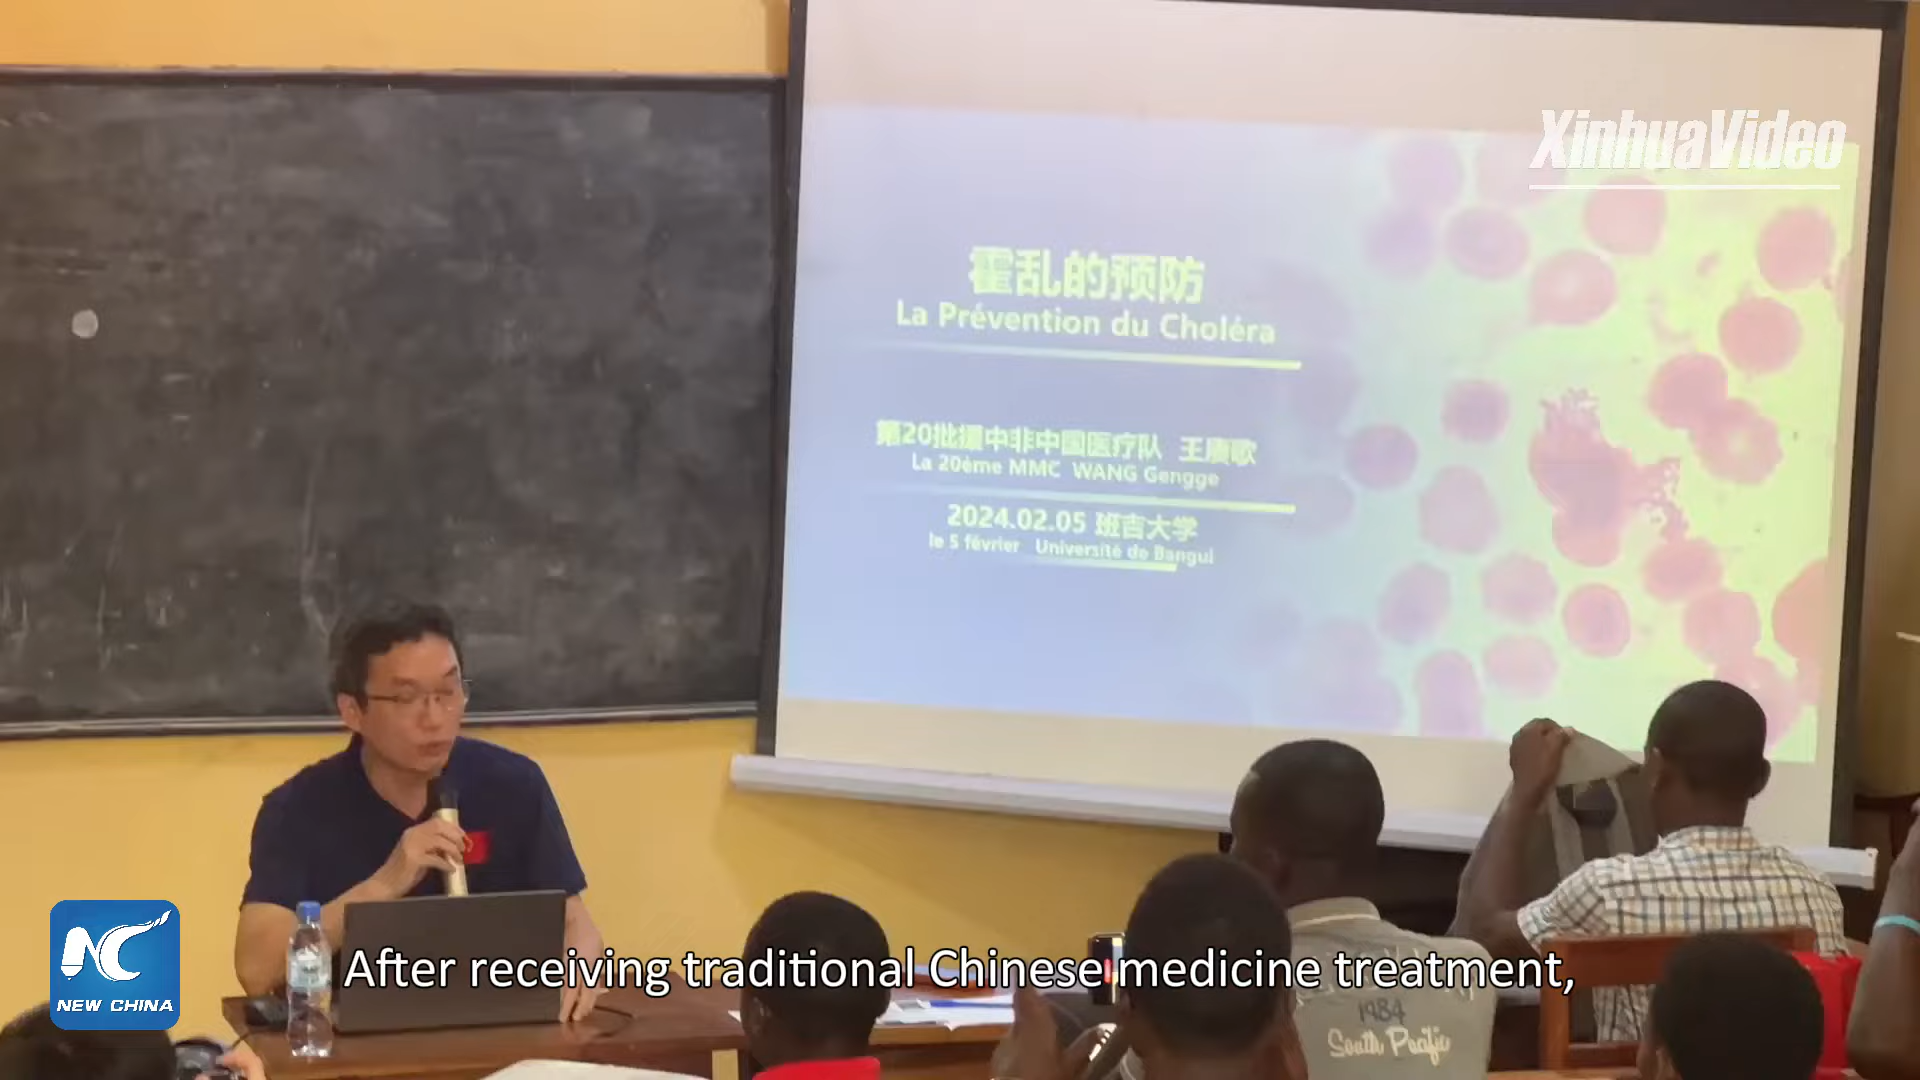 XinhuaVideo
霍乱的预防
La Prévention du Choléra
第20批援中非中国医疗队 王赓歌
La 20ème MMC WANG Gengge
2024.02.05 班吉大学
le 5 février Université de Bangui
After receiving traditional Chinese medicine treatment,
NEW CHINA
1984
South Pacific